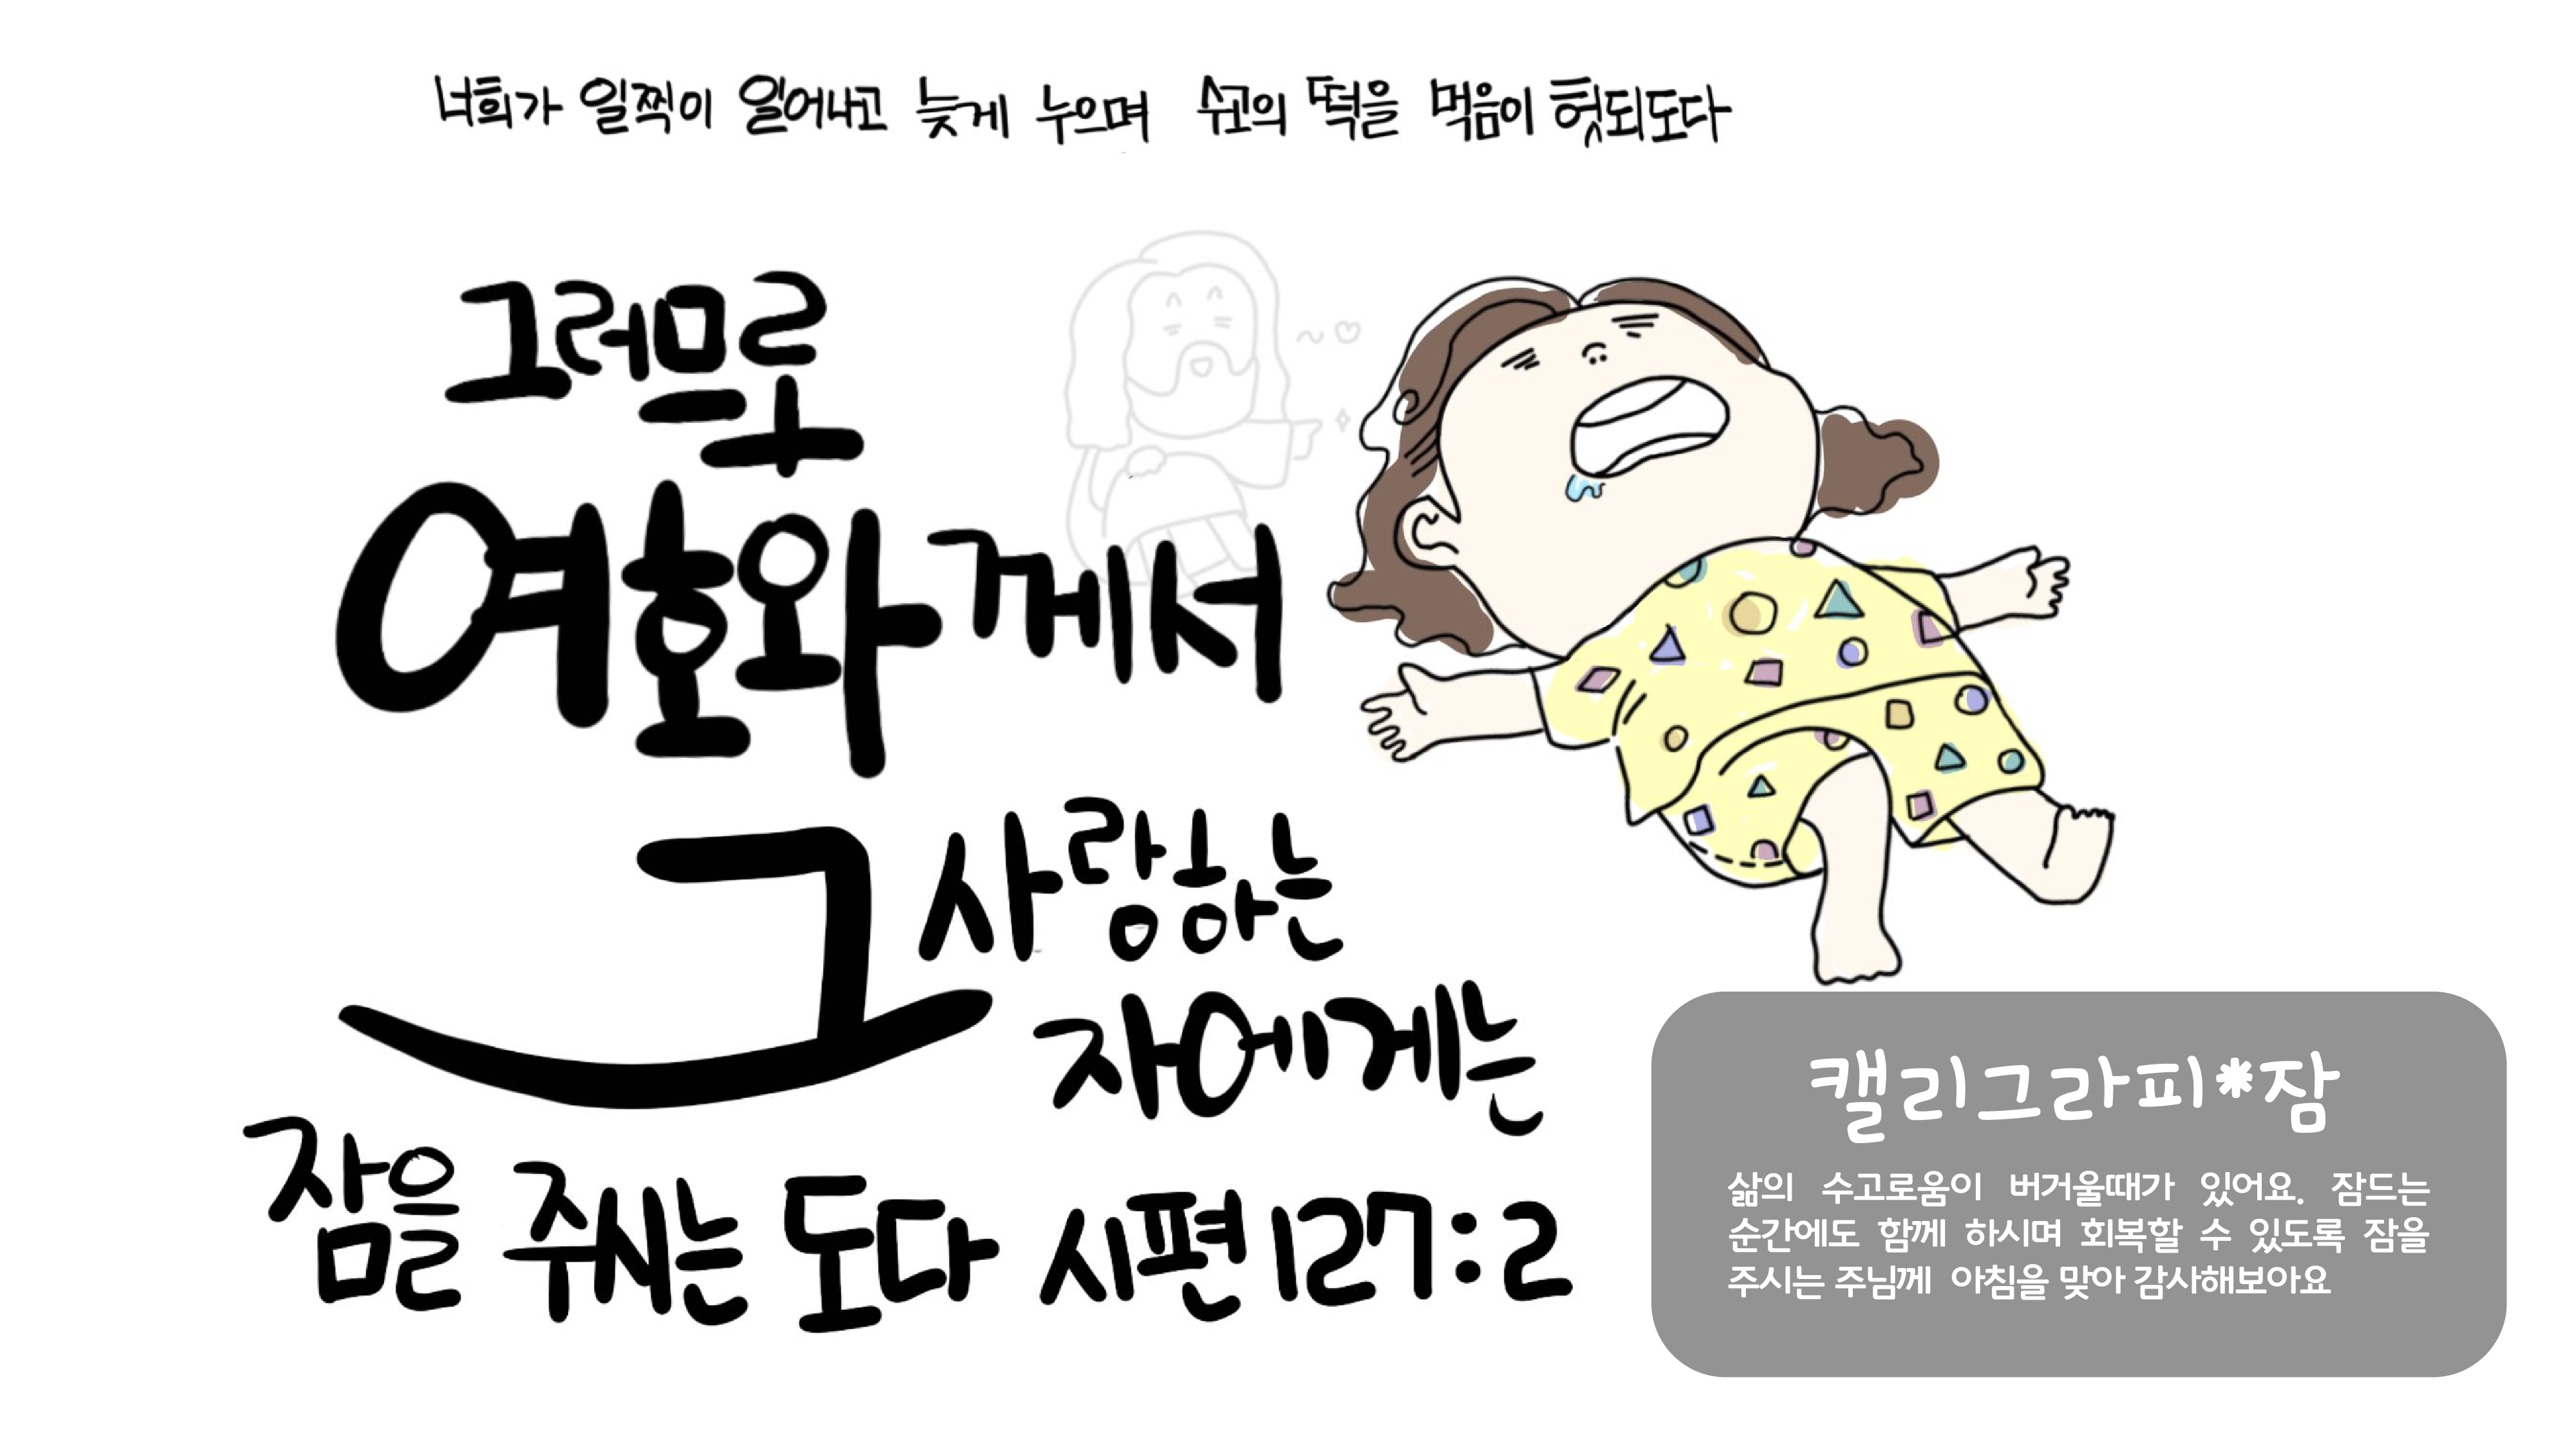 너희가 일찍이 일어나고 늦게 누으며 수고의 떡을 먹음이 헛되도다
그러므로
여호와께서
그 사랑하는
자에게는
잠을 주시는 도다 시편 127:2
캘리그라피*잠
삶의 수고로움이 버거울때가 있어요. 잠드는
순간에도 함께 하시며 회복할 수 있도록 잠을
주시는 주님께 아침을 맞아 감사해보아요